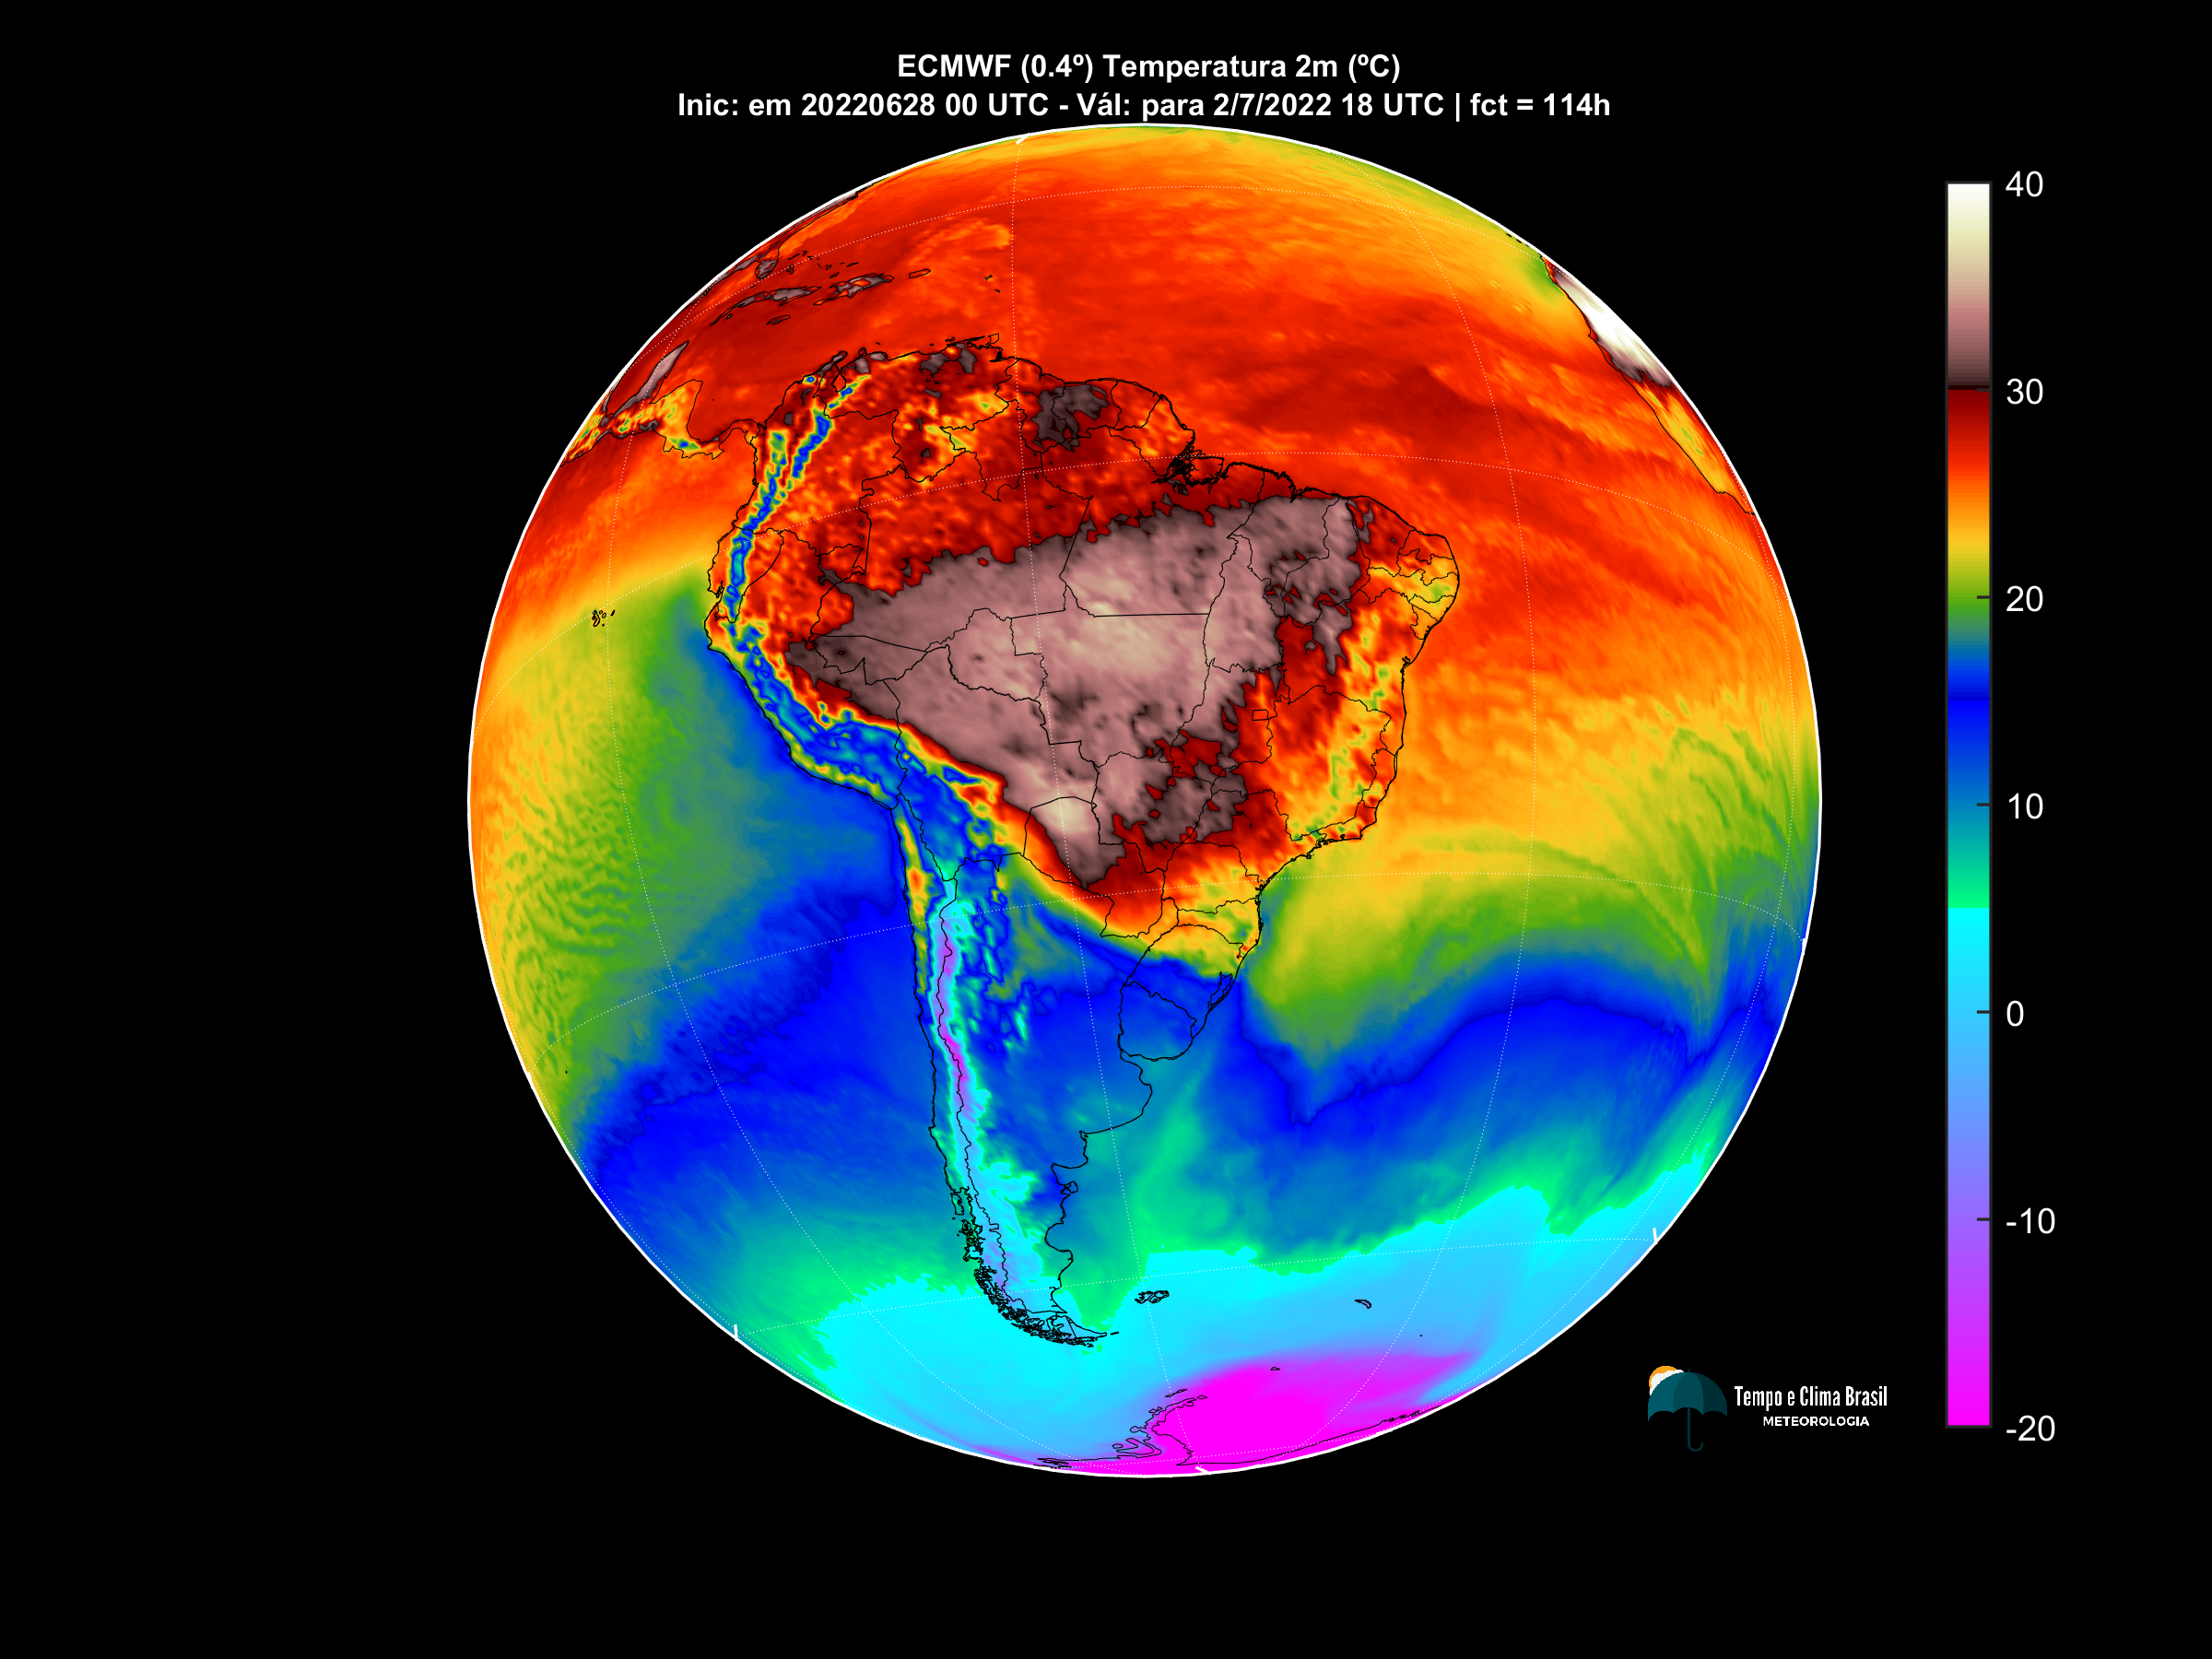 ECMWF (0.4º) Temperatura 2m (ºC)
Inic: em 20220628 00 UTC - Vál: para 2/7/2022 18 UTC | fct = 114h
40
30
20
10
0
-10
-20
Tempo e Clima Brasil
METEOROLOGIA